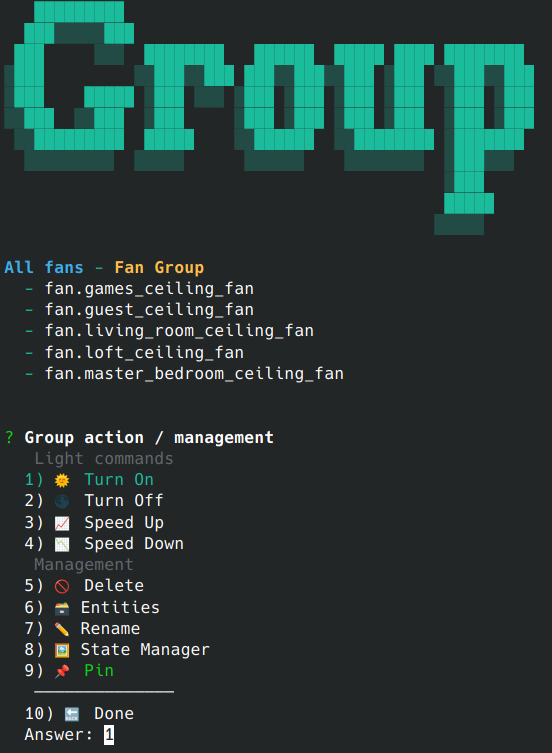 Group
All fans - Fan Group
- fan.games_ceiling_fan
- fan.guest_ceiling_fan
- fan.living_room_ceiling_fan
- fan.loft_ceiling_fan
- fan.master_bedroom_ceiling_fan
? Group action / management
Light commands
1) 🌞 Turn On
2) 🌑 Turn Off
3) 📈 Speed Up
4) 📉 Speed Down
Management
5) 🚫 Delete
6) 🗃️ Entities
7) ✏️ Rename
8) 🖼️ State Manager
9) 📌 Pin
──────────────
10) 🔙 Done
Answer: 1